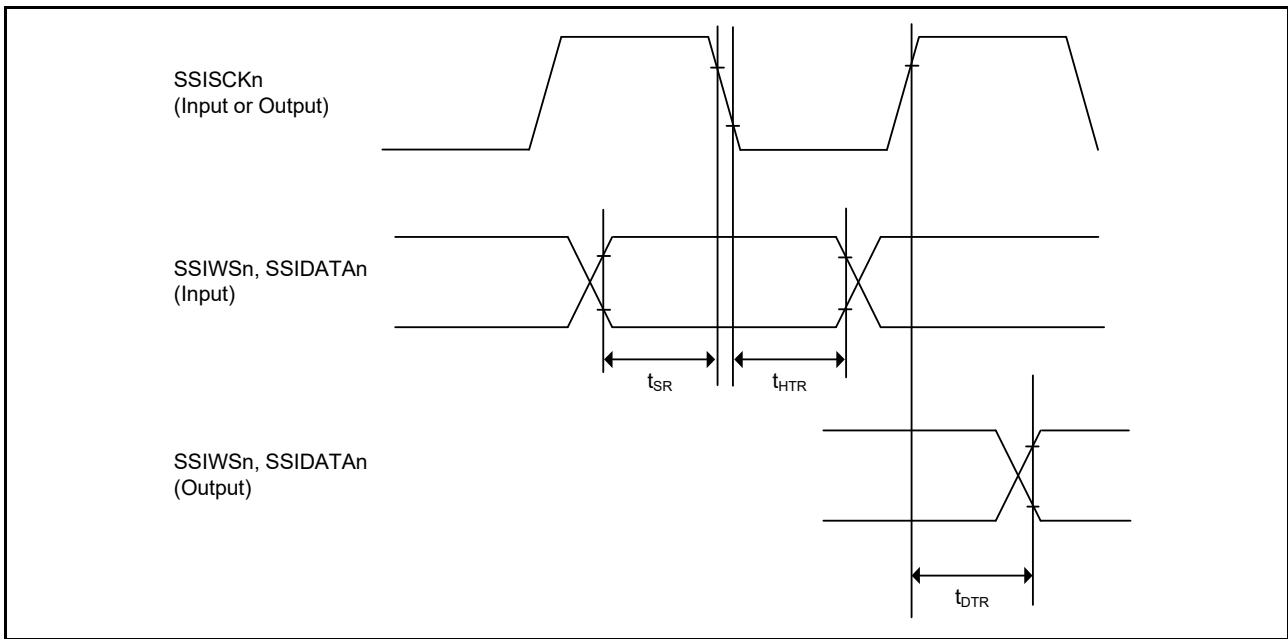 SSISCKn
(Input or Output)
SSIWSn, SSIDATAn
(Input)
tSR
tHTR
SSIWSn, SSIDATAn
(Output)
tDTR